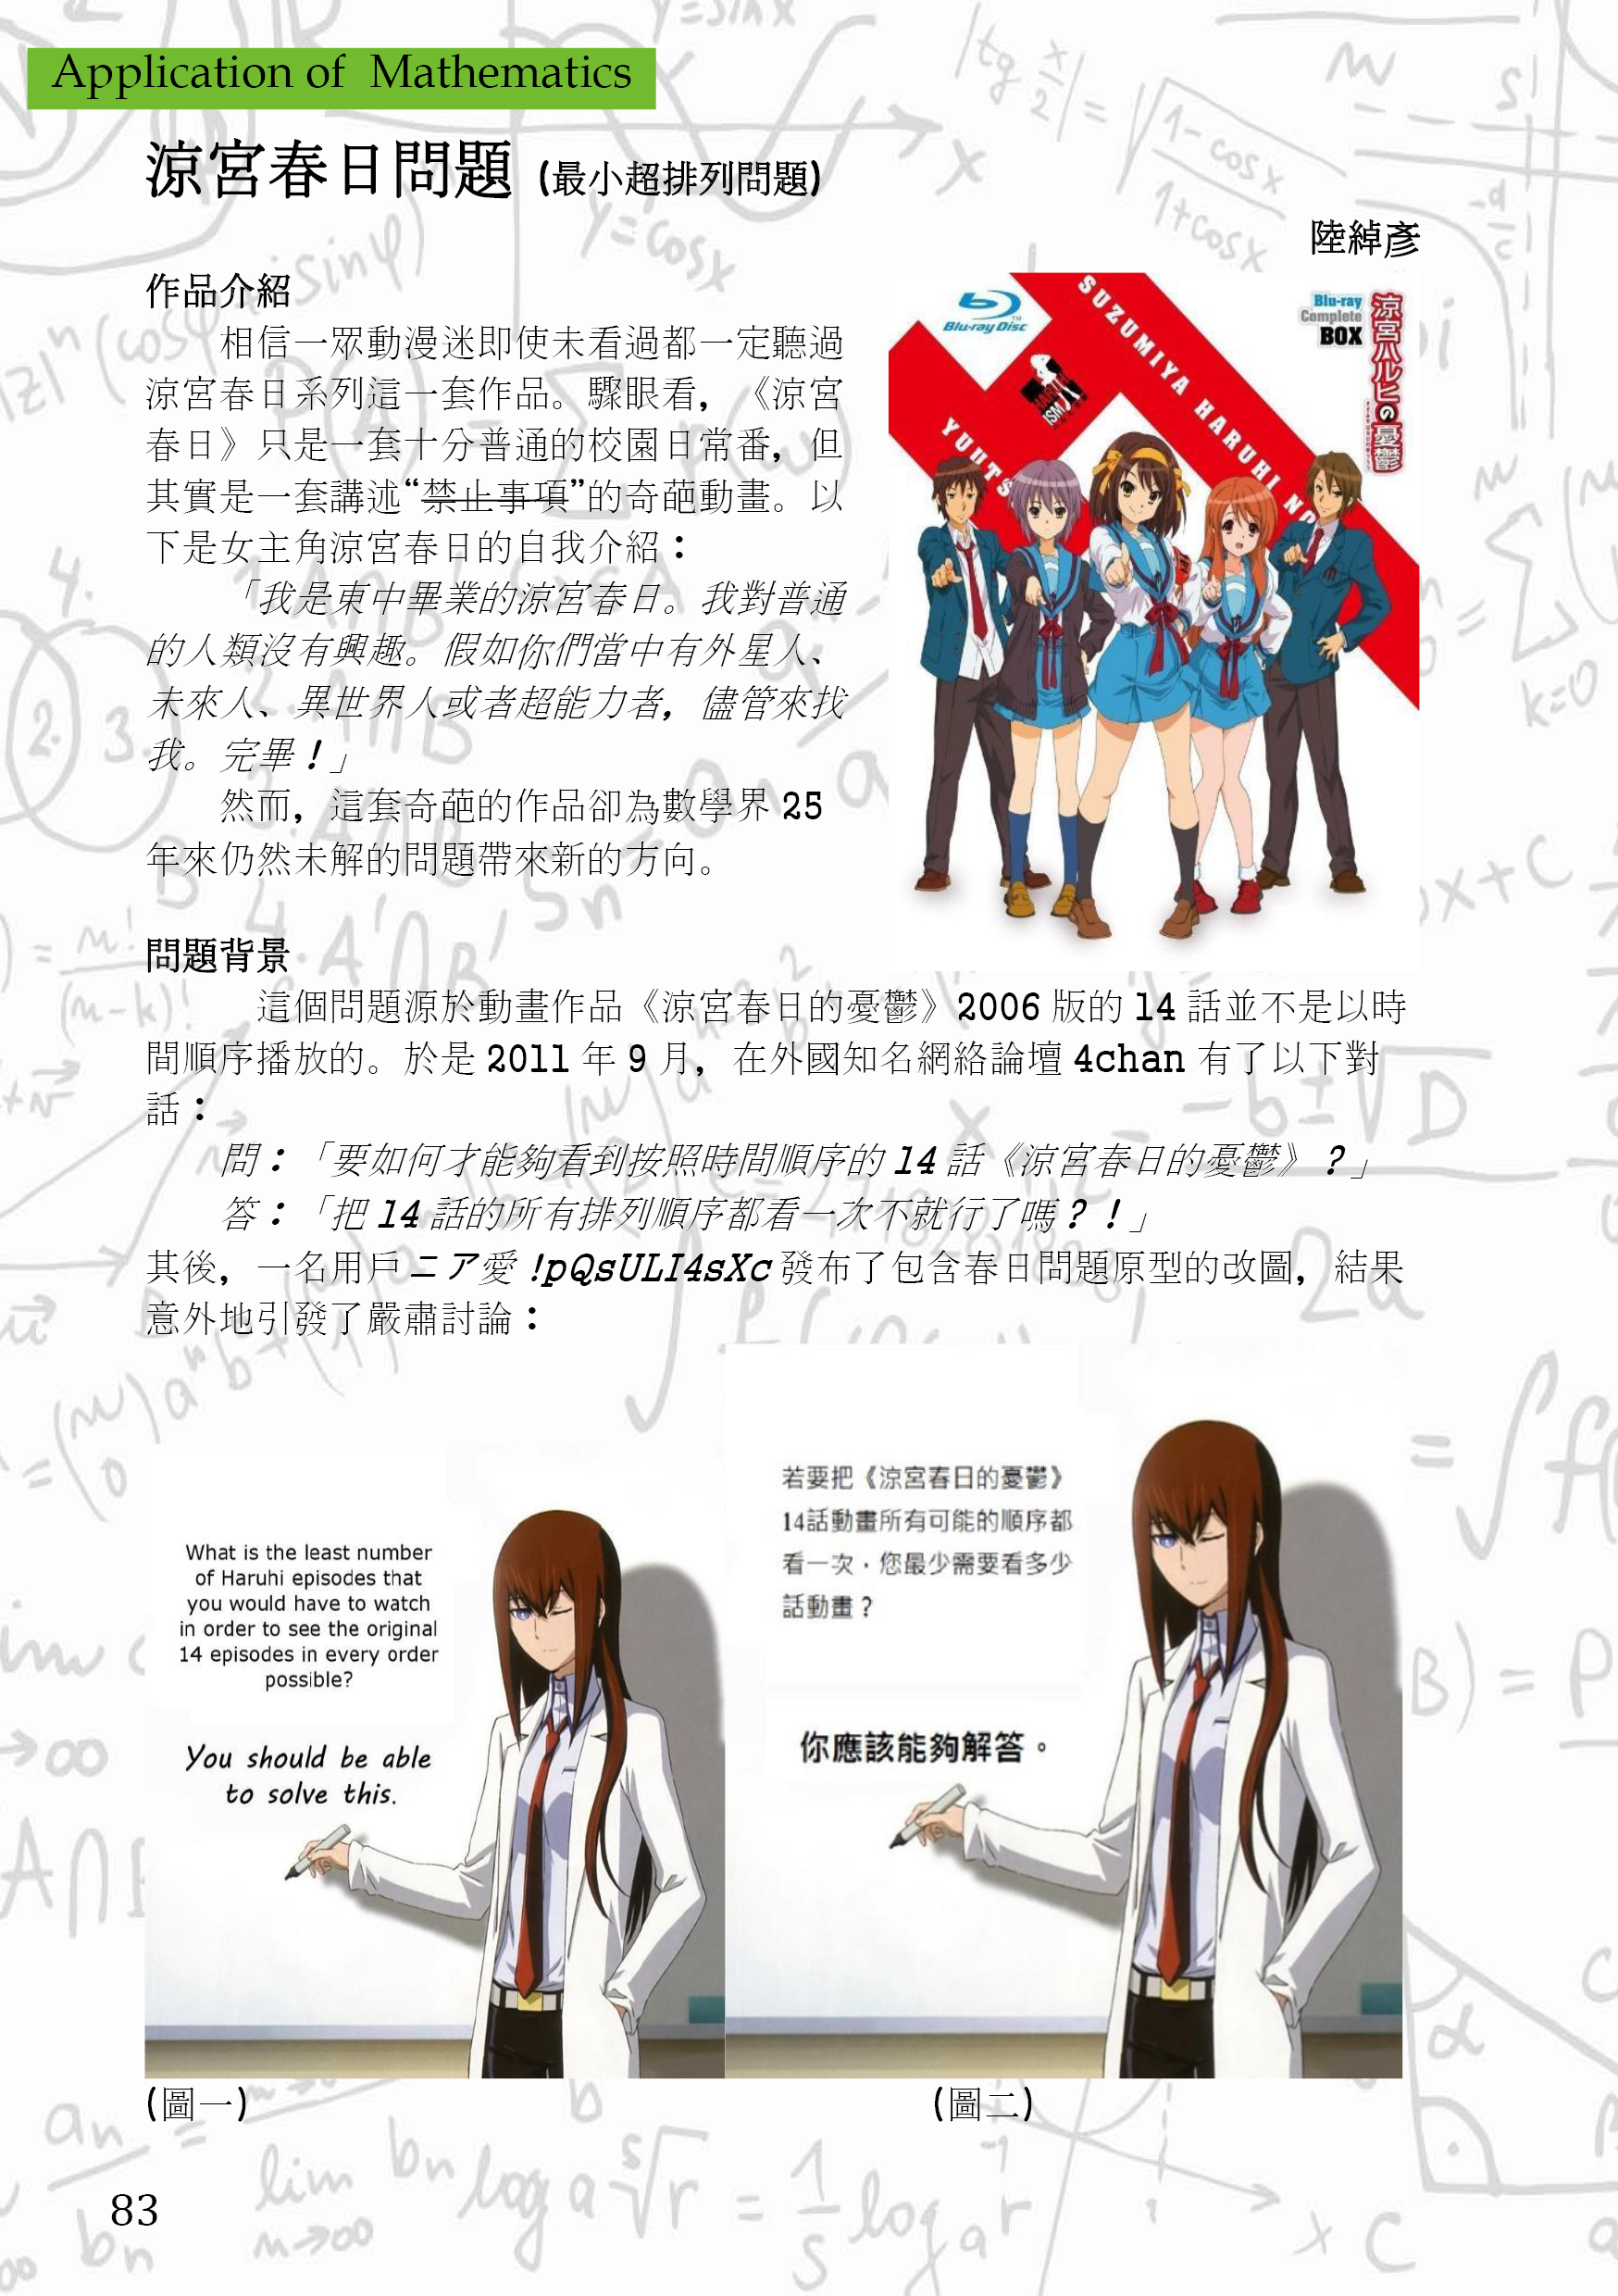 Application of Mathematics
涼宮春日問題 (最小超排列問題)
陸綽彥
作品介紹
相信一眾動漫迷即使未看過都一定聽過
涼宮春日系列這一套作品。驟眼看，《涼宮
春日》只是一套十分普通的校園日常番，但
其實是一套講述“禁止事項”的奇葩動畫。以
下是女主角涼宮春日的自我介紹：
「我是東中畢業的涼宮春日。我對普通
的人類沒有興趣。假如你們當中有外星人、
未來人、異世界人或者超能力者，儘管來找
我。完畢！」
然而，這套奇葩的作品卻為數學界 25
年來仍然未解的問題帶來新的方向。
Blu-ray Disc
SUZUMIYA HARUHI NO
YUUTS
Blu-ray
Complete
BOX
涼宮ハルヒの憂鬱
問題背景
這個問題源於動畫作品《涼宮春日的憂鬱》2006 版的 14 話並不是以時
間順序播放的。於是 2011 年 9 月，在外國知名網絡論壇 4chan 有了以下對
話：
問：「要如何才能夠看到按照時間順序的 14 話《涼宮春日的憂鬱》？」
答：「把 14 話的所有排列順序都看一次不就行了嗎？！」
其後，一名用戶ニア愛 !pQsULI4sXc 發布了包含春日問題原型的改圖，結果
意外地引發了嚴肅討論：
What is the least number
of Haruhi episodes that
you would have to watch
in order to see the original
14 episodes in every order
possible?
You should be able
to solve this.
若要把《涼宮春日的憂鬱》
14話動畫所有可能的順序都
看一次，您最少需要看多少
話動畫？
你應該能夠解答。
(圖一)
(圖二)
83